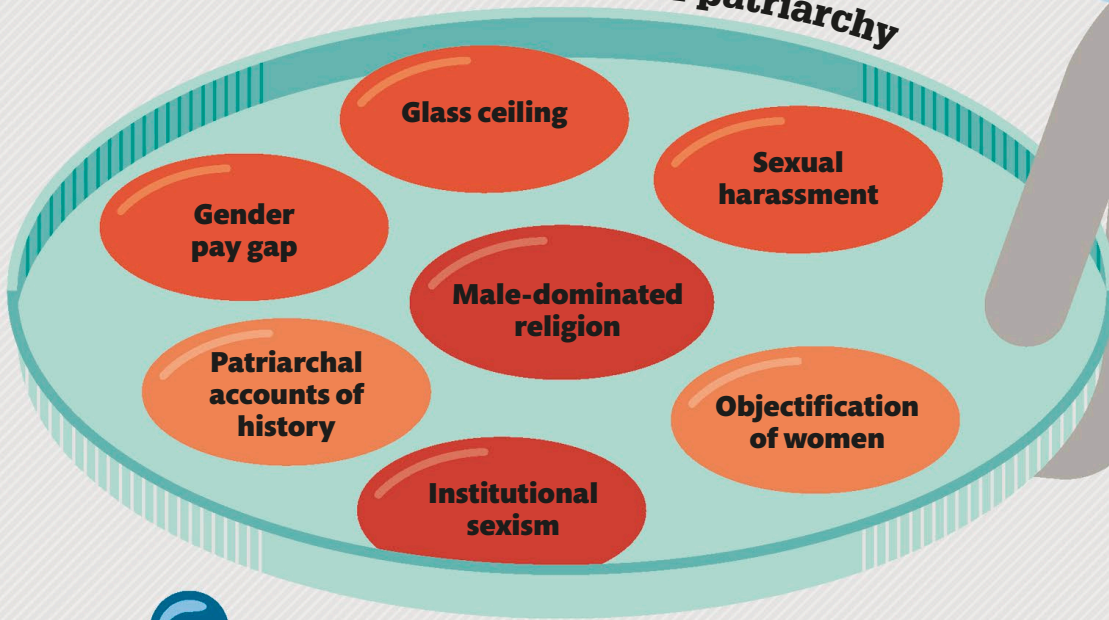 patriarchy
Glass ceiling
Sexual
harassment
Gender
pay gap
Male-dominated
religion
Patriarchal
accounts of
history
Objectification
of women
Institutional
sexism